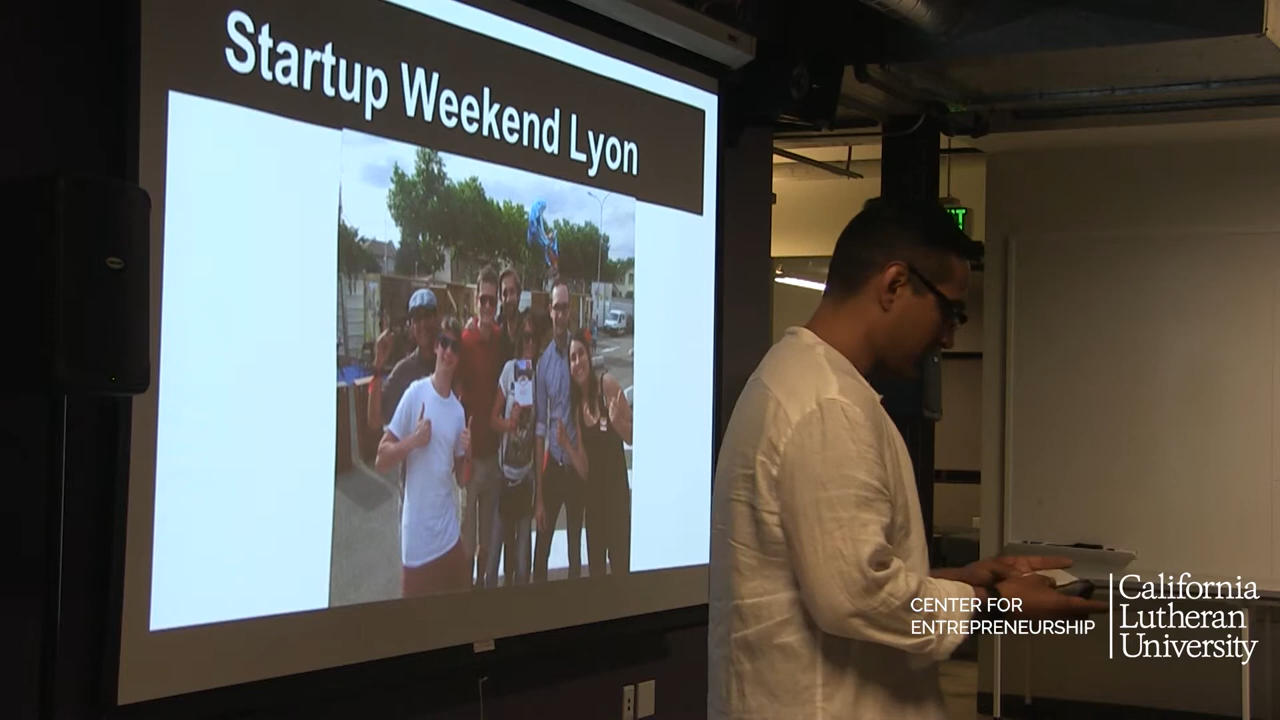 Startup Weekend Lyon
CENTER FOR
ENTREPRENEURSHIP
California
Lutheran
University